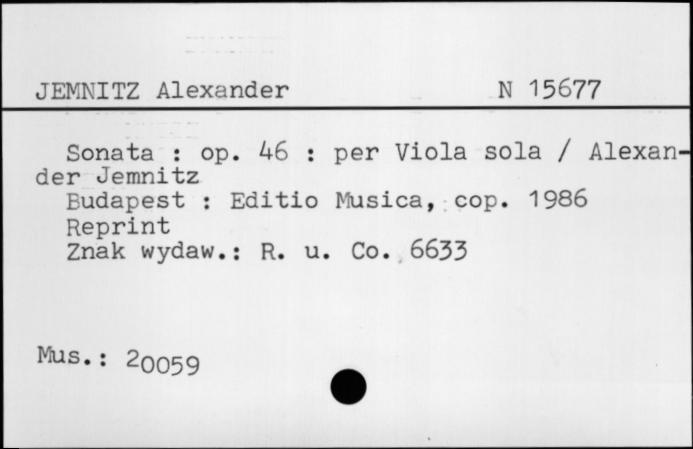 JEMNITZ Alexander N 15677
Sonata : op. 46 : per Viola sola / Alexan-
der Jemnitz
Budapest : Editio Musica, cop. 1986
Reprint
Znak wydaw.: R. u. Co. 6633
Mus.: 20059